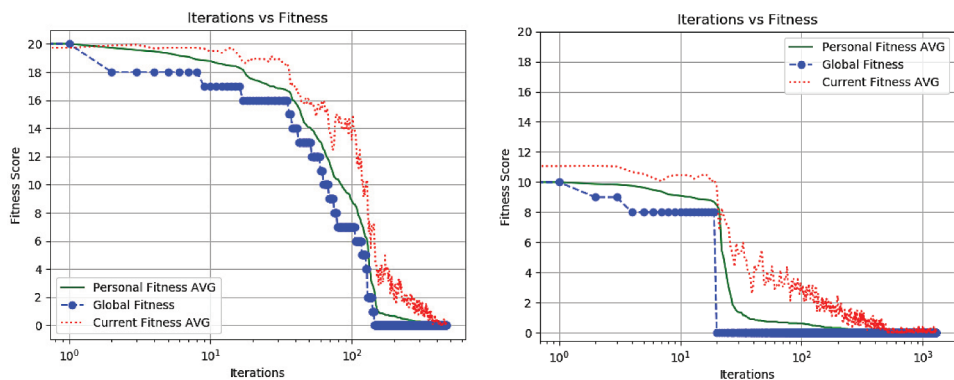 Iterations vs Fitness
Fitness Score
20
18
16
14
12
10
8
6
4
2
0
Personal Fitness AVG
Global Fitness
Current Fitness AVG
10⁰
10¹
10²
Iterations
Iterations vs Fitness
Fitness Score
20
18
16
14
12
10
8
6
4
2
0
Personal Fitness AVG
Global Fitness
Current Fitness AVG
10⁰
10¹
10²
10³
Iterations